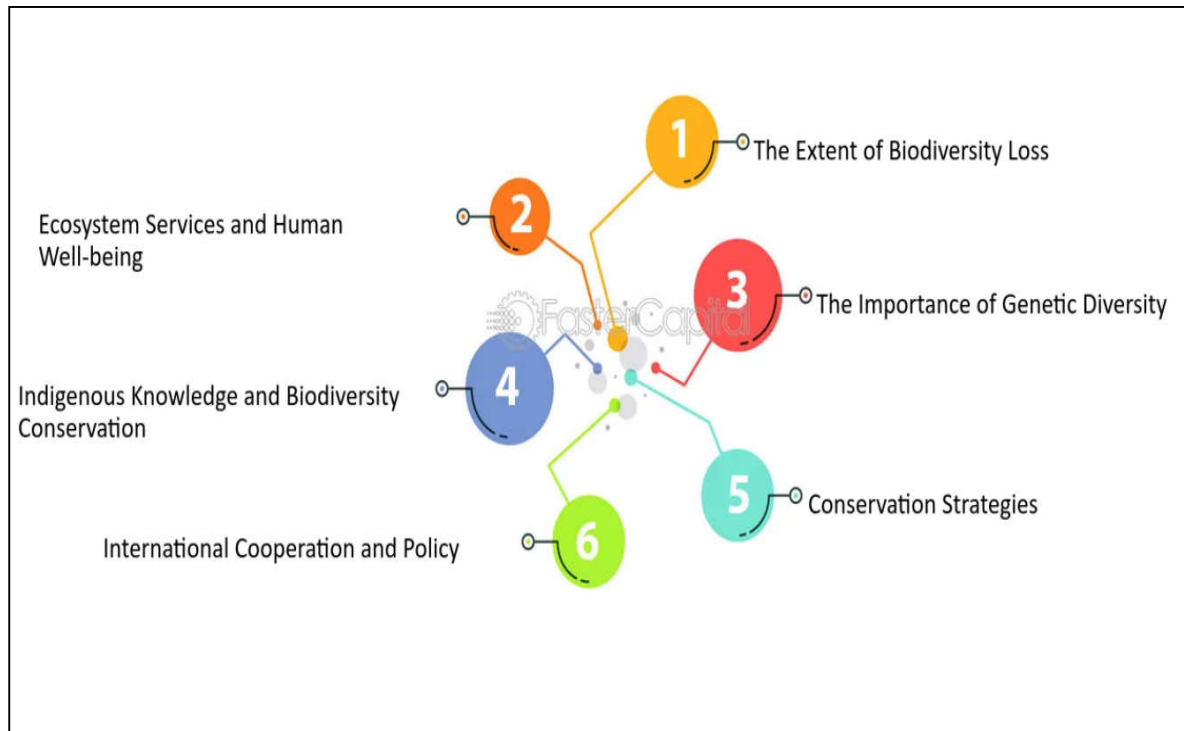 1
The Extent of Biodiversity Loss
2
Ecosystem Services and Human
Well-being
3
The Importance of Genetic Diversity
FasterCapital
4
Indigenous Knowledge and Biodiversity
Conservation
5
Conservation Strategies
6
International Cooperation and Policy